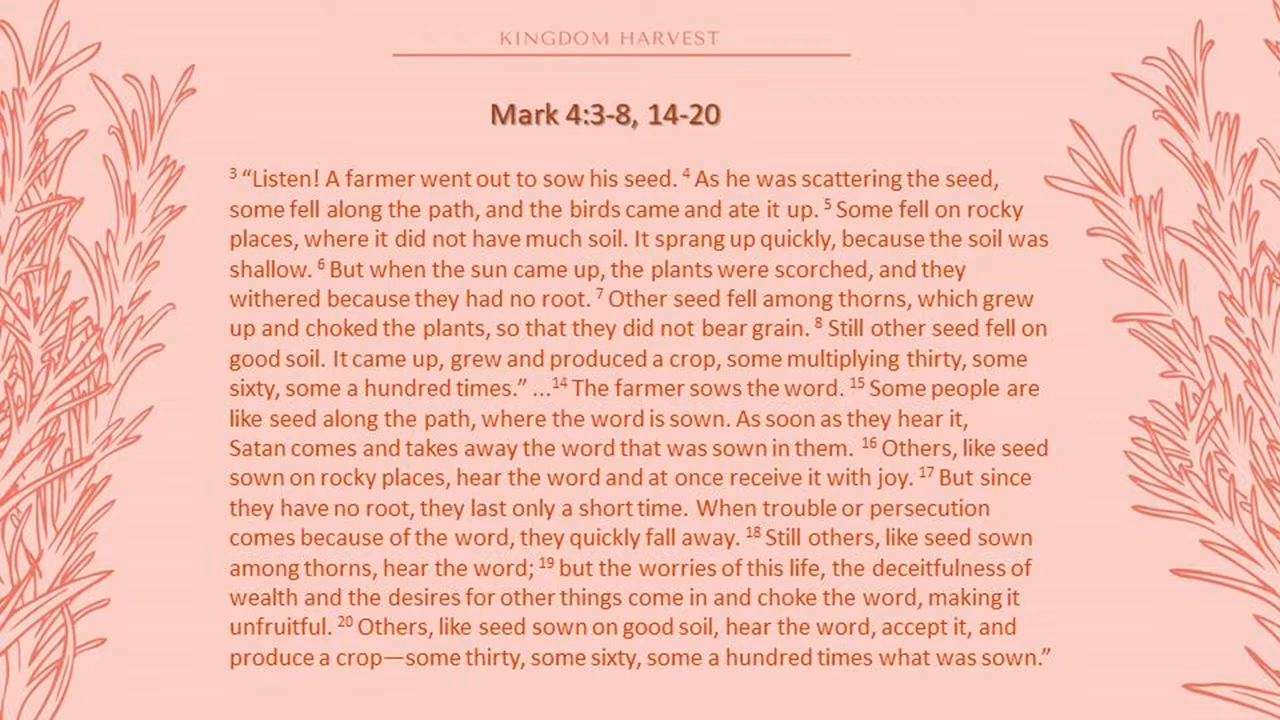 KINGDOM HARVEST
Mark 4:3-8, 14-20
³ “Listen! A farmer went out to sow his seed. ⁴ As he was scattering the seed,
some fell along the path, and the birds came and ate it up. ⁵ Some fell on rocky
places, where it did not have much soil. It sprang up quickly, because the soil was
shallow. ⁶ But when the sun came up, the plants were scorched, and they
withered because they had no root. ⁷ Other seed fell among thorns, which grew
up and choked the plants, so that they did not bear grain. ⁸ Still other seed fell on
good soil. It came up, grew and produced a crop, some multiplying thirty, some
sixty, some a hundred times.” ...¹⁴ The farmer sows the word. ¹⁵ Some people are
like seed along the path, where the word is sown. As soon as they hear it,
Satan comes and takes away the word that was sown in them. ¹⁶ Others, like seed
sown on rocky places, hear the word and at once receive it with joy. ¹⁷ But since
they have no root, they last only a short time. When trouble or persecution
comes because of the word, they quickly fall away. ¹⁸ Still others, like seed sown
among thorns, hear the word; ¹⁹ but the worries of this life, the deceitfulness of
wealth and the desires for other things come in and choke the word, making it
unfruitful. ²⁰ Others, like seed sown on good soil, hear the word, accept it, and
produce a crop—some thirty, some sixty, some a hundred times what was sown.”